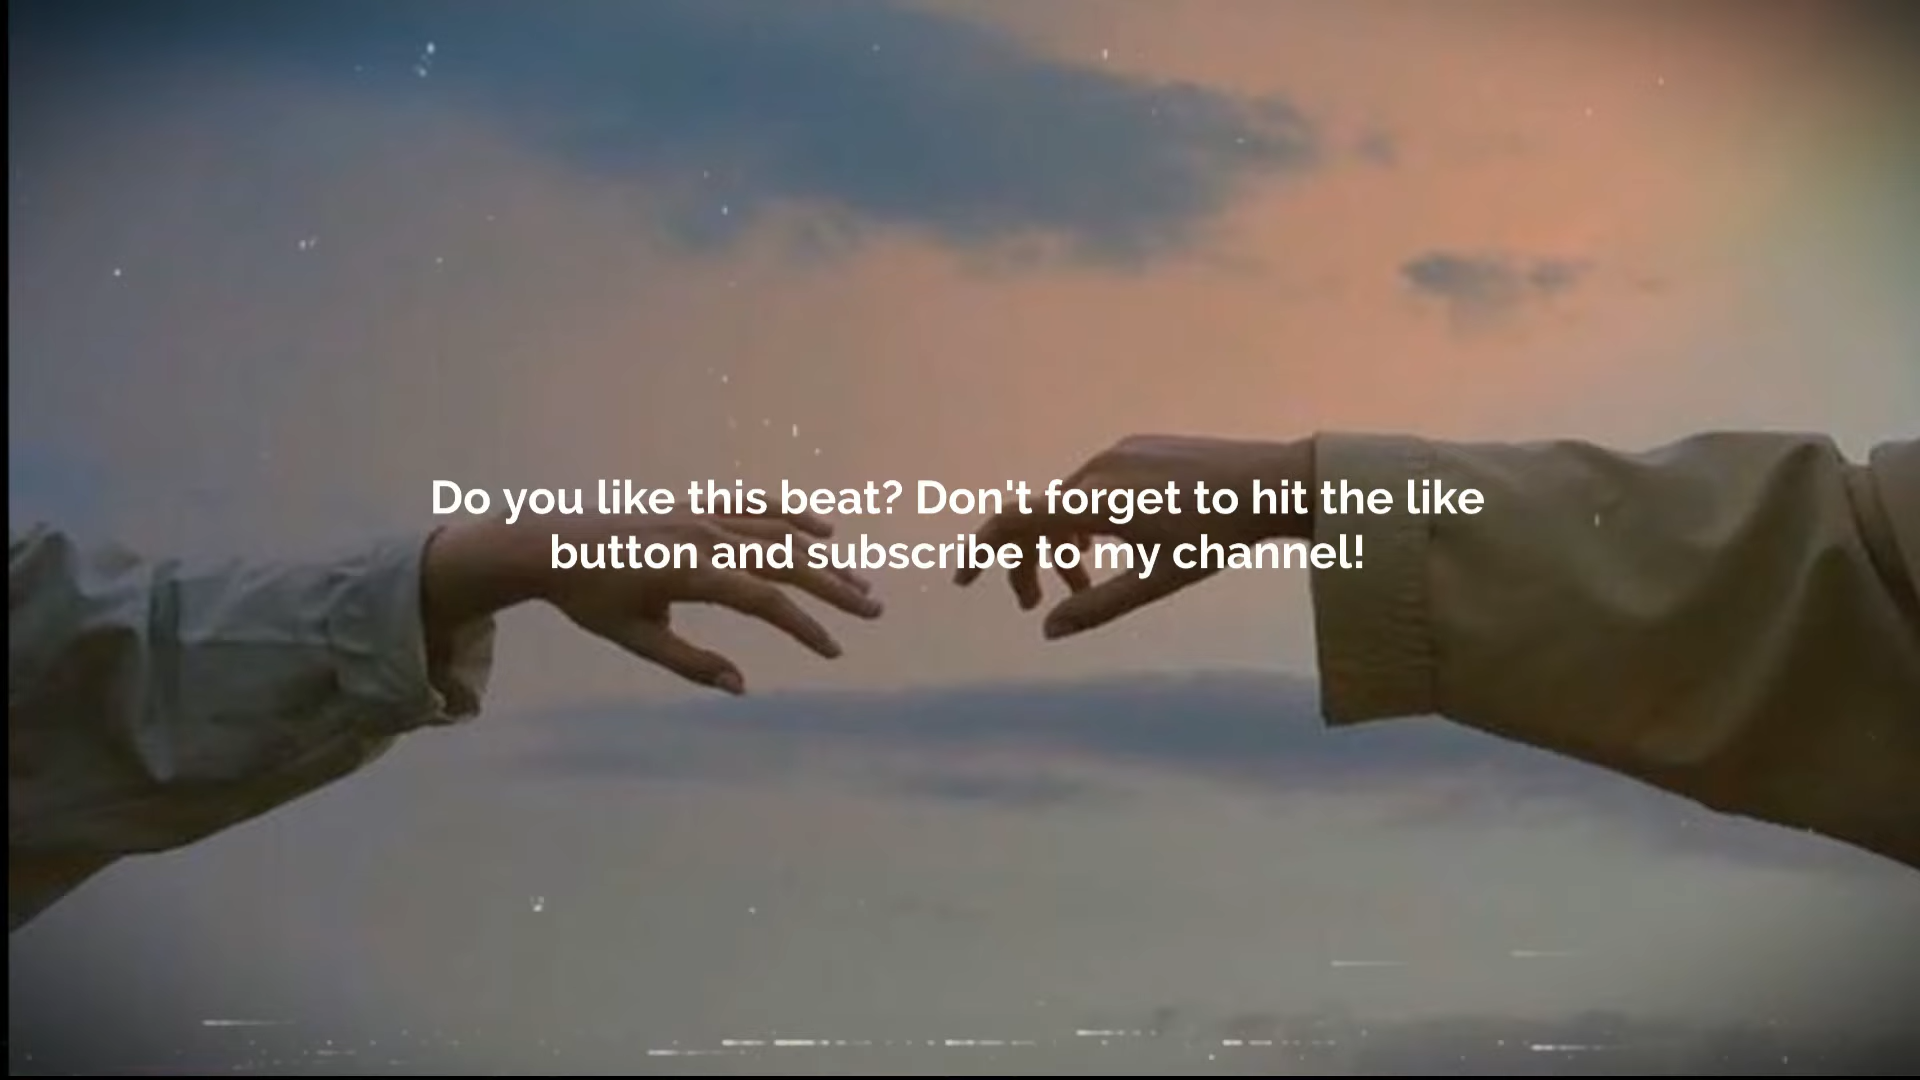 Do you like this beat? Don't forget to hit the like
button and subscribe to my channel!